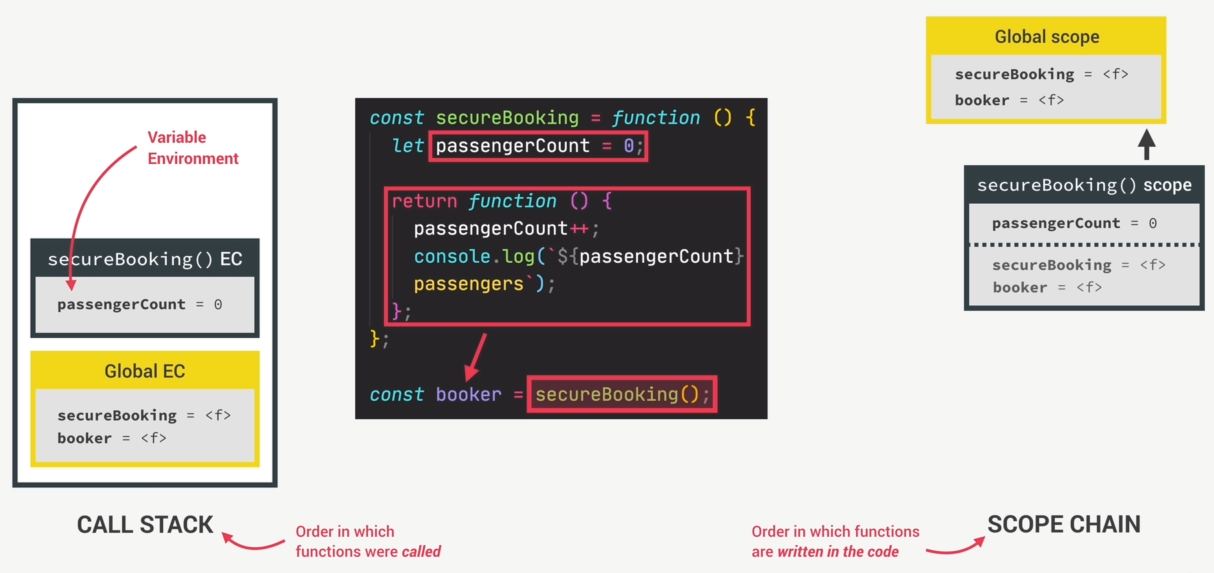 Variable
Environment
secureBooking() EC
passengerCount = 0
Global EC
secureBooking = <f>
booker = <f>
CALL STACK
Order in which
functions were called
const secureBooking = function () {
let passengerCount = 0;
return function () {
passengerCount++;
console.log(`${passengerCount}
passengers`);
};
};
const booker = secureBooking();
Global scope
secureBooking = <f>
booker = <f>
secureBooking() scope
passengerCount = 0
secureBooking = <f>
booker = <f>
Order in which functions
are written in the code
SCOPE CHAIN